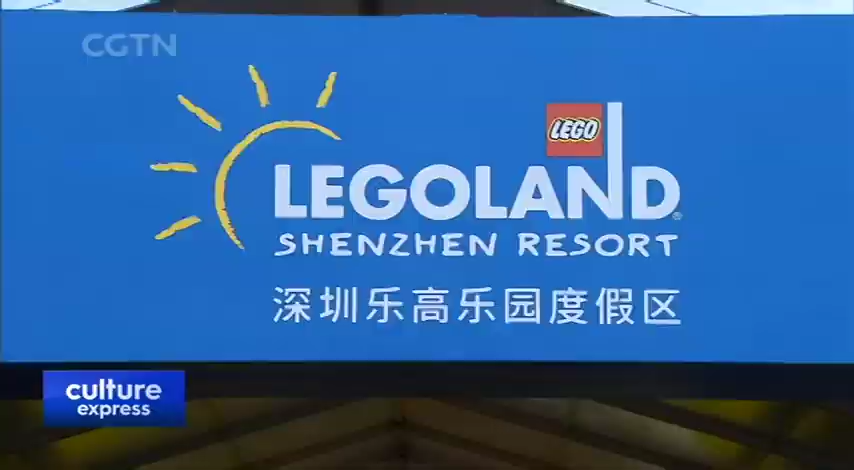 CGTN
LEGO
LEGOLAND®
SHENZHEN RESORT
深圳乐高乐园度假区
culture
express